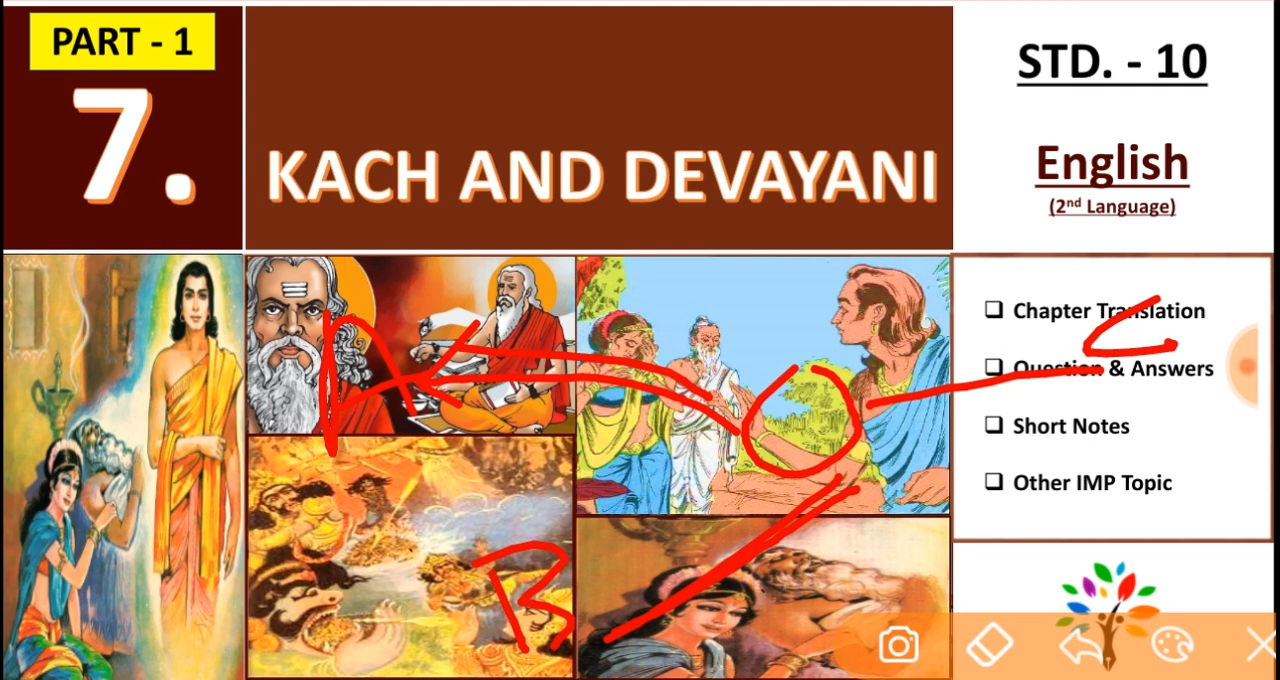 PART - 1
7.
KACH AND DEVAYANI
STD. - 10
English
(2nd Language)
❑ Chapter Translation
❑ Question & Answers
❑ Short Notes
❑ Other IMP Topic
A
B
C